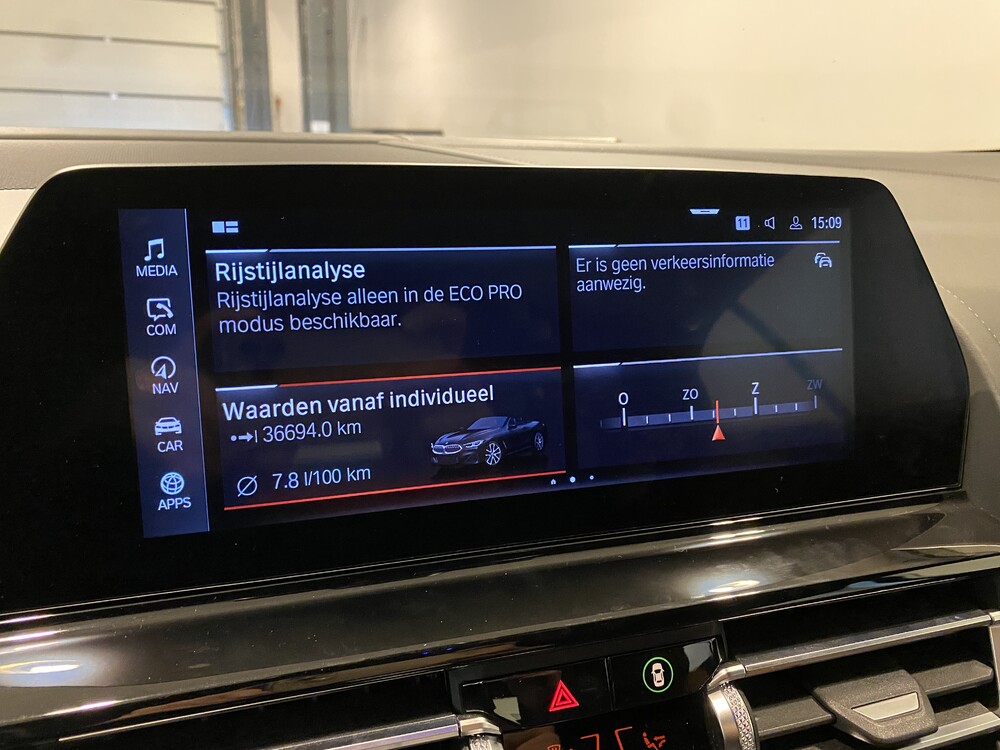 11 15:09
MEDIA
COM
NAV
CAR
APPS
Rijstijlanalyse
Rijstijlanalyse alleen in de ECO PRO
modus beschikbaar.
Er is geen verkeersinformatie
aanwezig.
Waarden vanaf individueel
36694.0 km
7.8 l/100 km
O ZO Z ZW